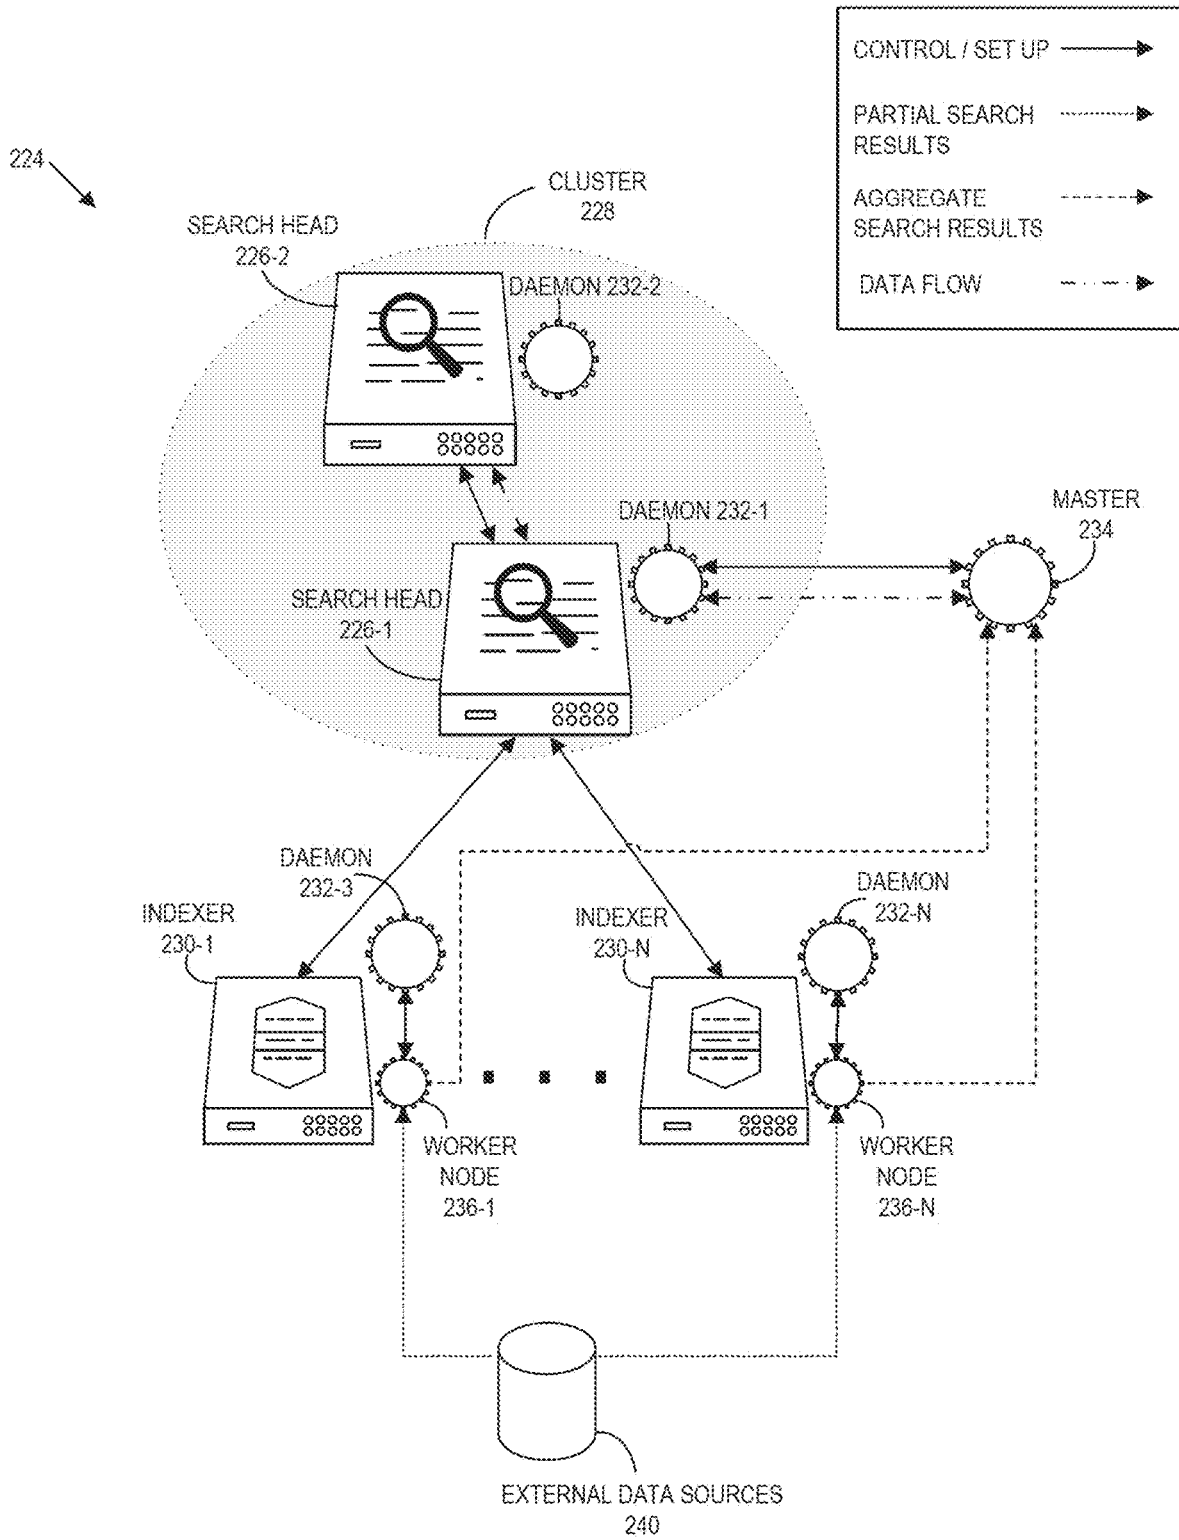 CONTROL / SET UP
PARTIAL SEARCH
RESULTS
AGGREGATE
SEARCH RESULTS
DATA FLOW
224
CLUSTER
228
SEARCH HEAD
226-2
DAEMON 232-2
DAEMON 232-1
MASTER
234
SEARCH HEAD
226-1
DAEMON
232-3
DAEMON
232-N
INDEXER
230-1
INDEXER
230-N
WORKER
NODE
236-1
WORKER
NODE
236-N
EXTERNAL DATA SOURCES
240